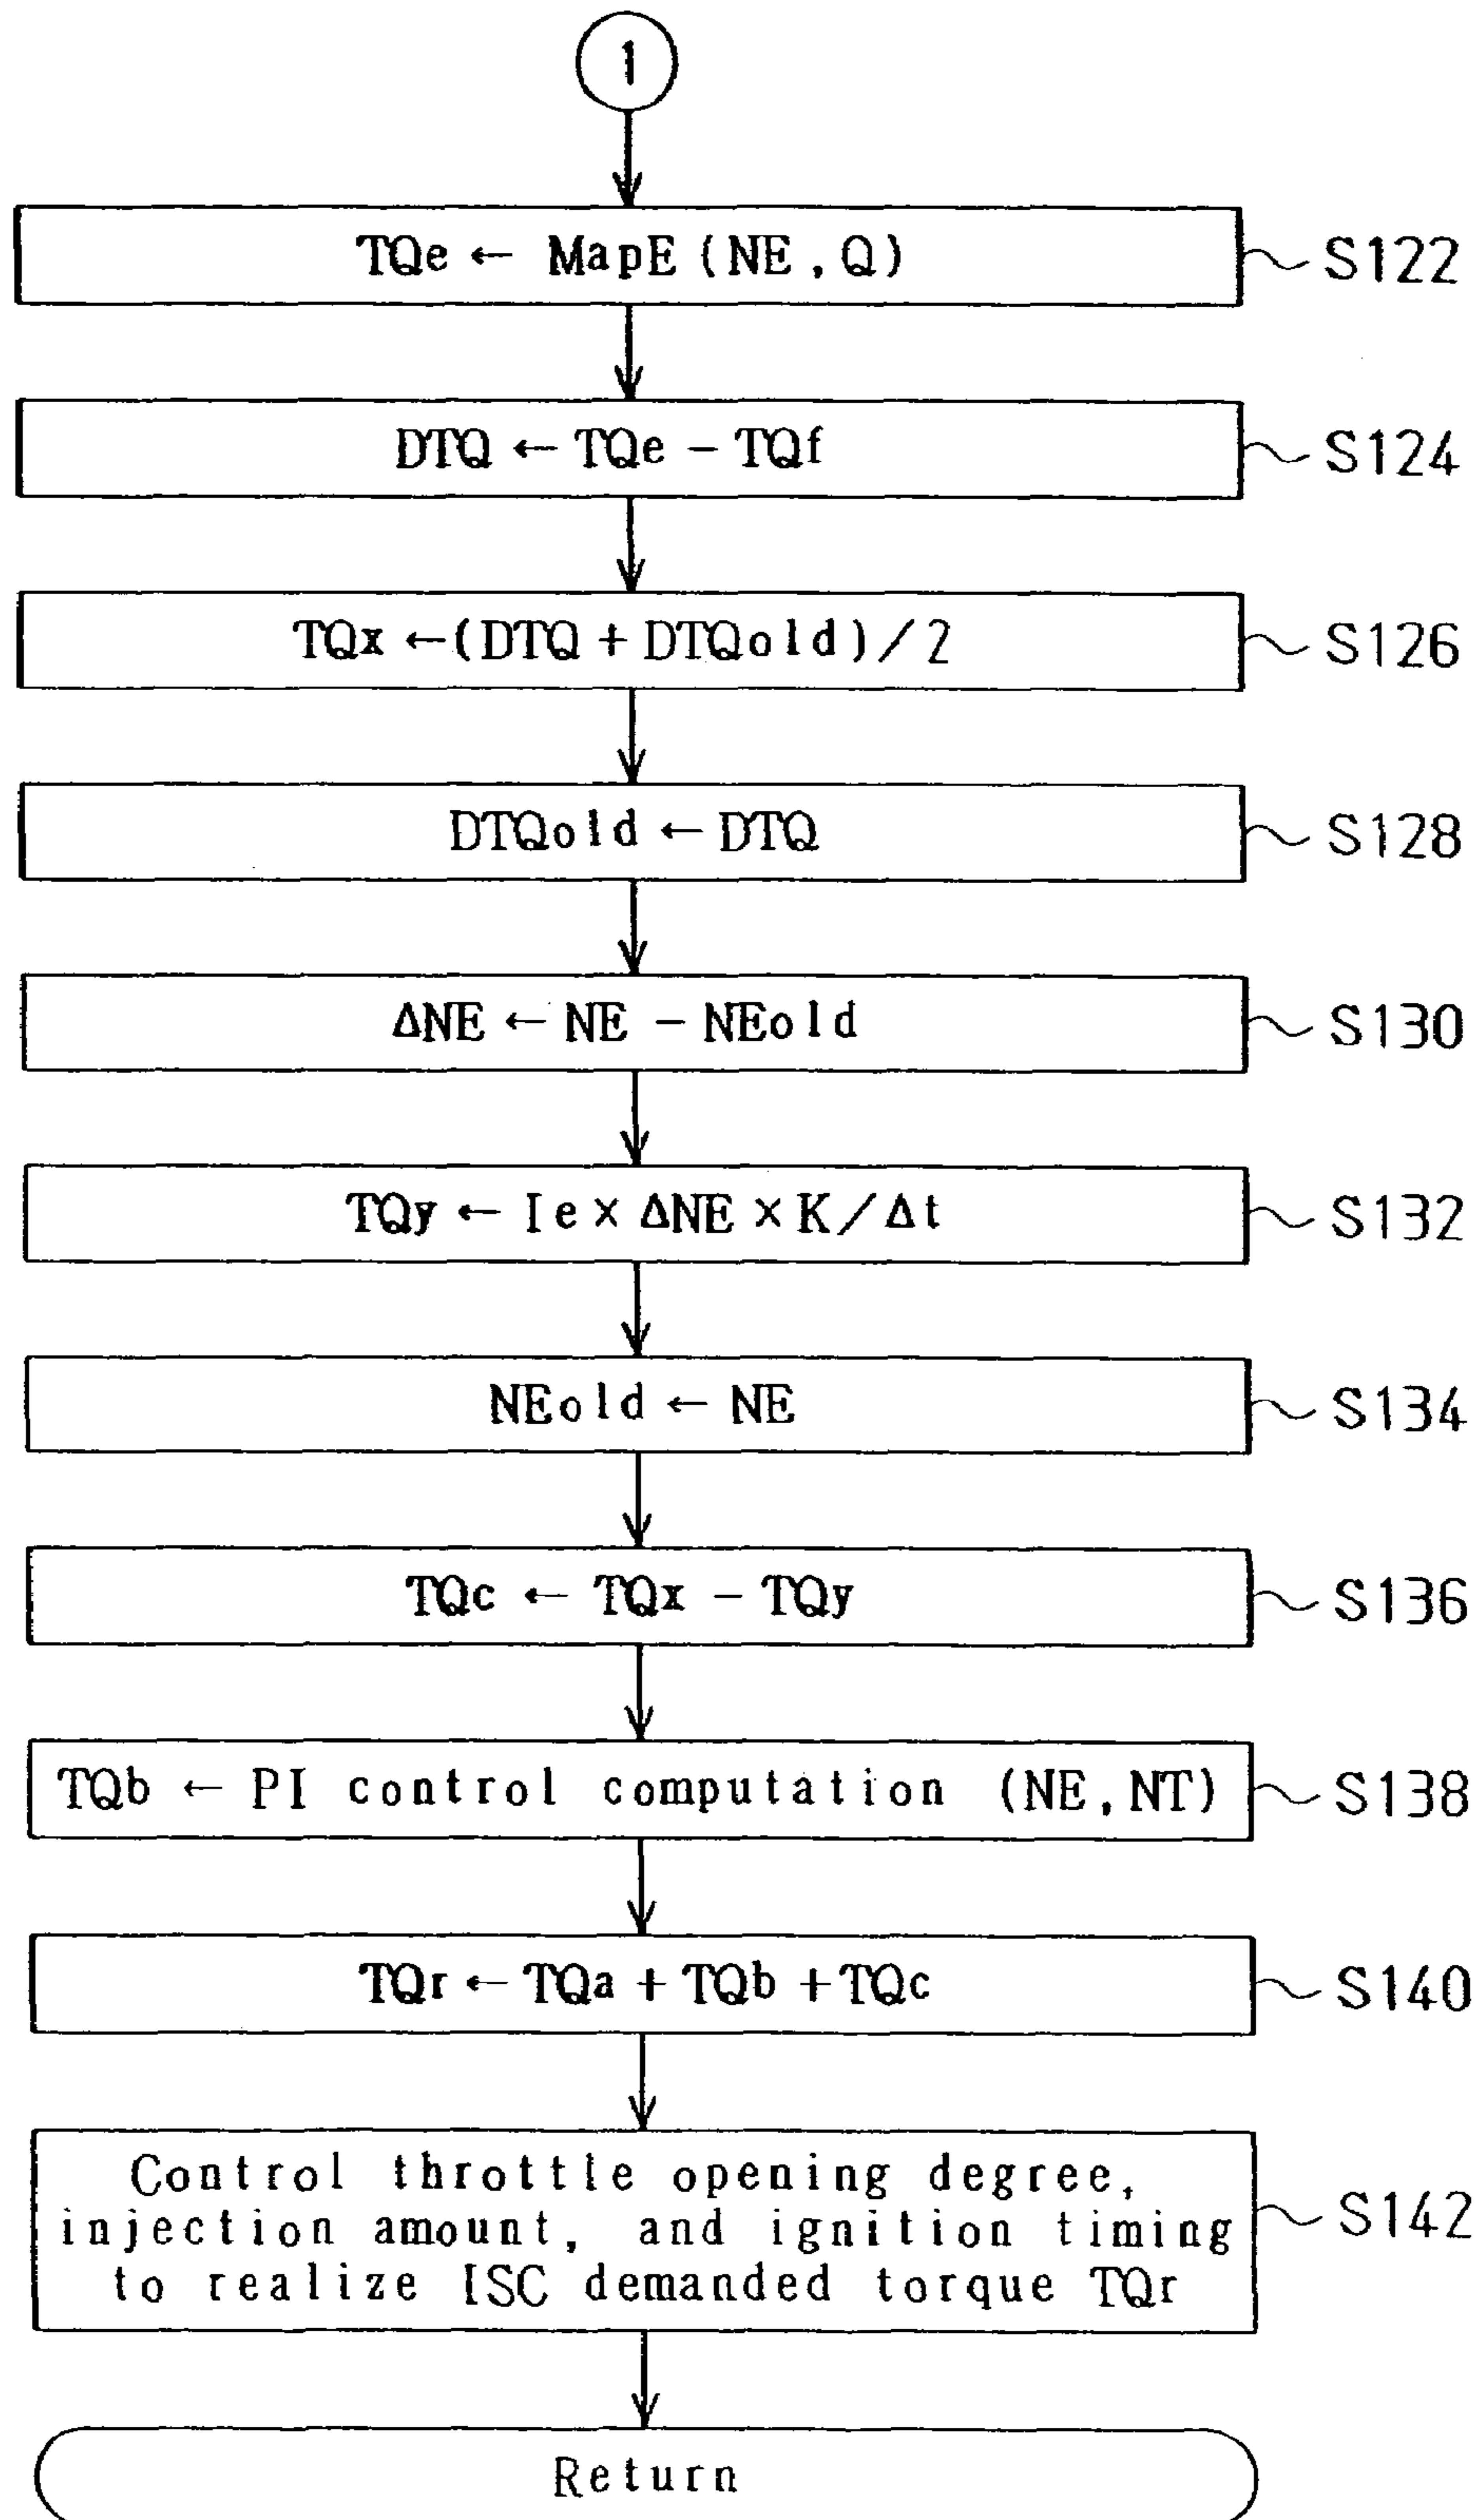 1
TQe ← MapE (NE, Q)
S122
DTQ ← TQe − TQf
S124
TQx ← (DTQ + DTQold)/2
S126
DTQold ← DTQ
S128
ΔNE ← NE − NEold
S130
TQy ← Ie × ΔNE × K/Δt
S132
NEold ← NE
S134
TQc ← TQx − TQy
S136
TQb ← PI control computation (NE, NT)
S138
TQr ← TQa + TQb + TQc
S140
Control throttle opening degree,
injection amount, and ignition timing
to realize ISC demanded torque TQr
S142
Return